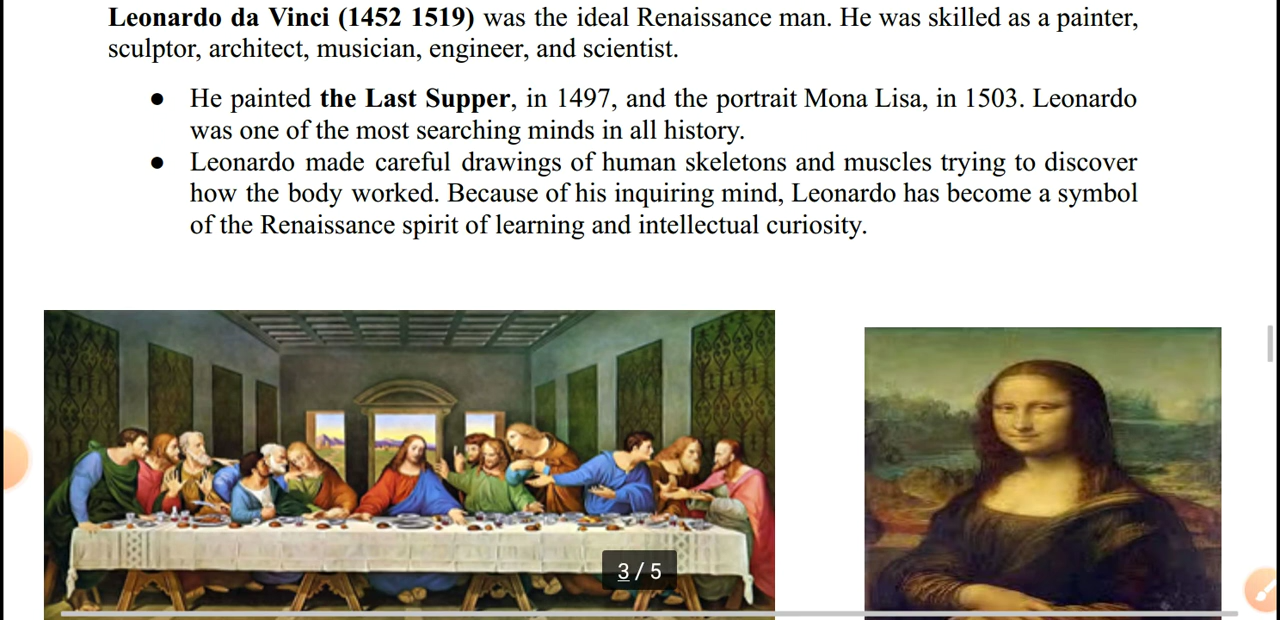 Leonardo da Vinci (1452 1519) was the ideal Renaissance man. He was skilled as a painter,
sculptor, architect, musician, engineer, and scientist.
● He painted the Last Supper, in 1497, and the portrait Mona Lisa, in 1503. Leonardo
was one of the most searching minds in all history.
● Leonardo made careful drawings of human skeletons and muscles trying to discover
how the body worked. Because of his inquiring mind, Leonardo has become a symbol
of the Renaissance spirit of learning and intellectual curiosity.
3 / 5